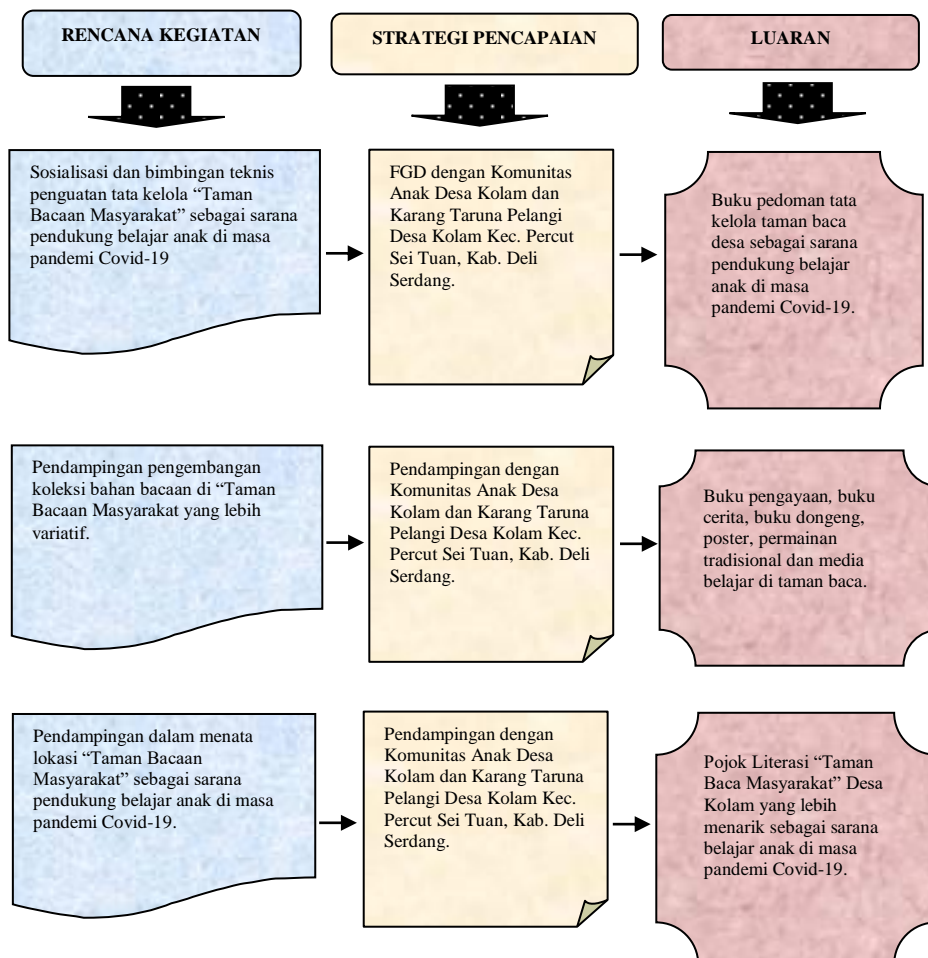 RENCANA KEGIATAN
STRATEGI PENCAPAIAN
LUARAN
Sosialisasi dan bimbingan teknis
penguatan tata kelola “Taman
Bacaan Masyarakat” sebagai sarana
pendukung belajar anak di masa
pandemi Covid-19
FGD dengan Komunitas
Anak Desa Kolam dan
Karang Taruna Pelangi
Desa Kolam Kec. Percut
Sei Tuan, Kab. Deli
Serdang.
Buku pedoman tata
kelola taman baca
desa sebagai sarana
pendukung belajar
anak di masa
pandemi Covid-19.
Pendampingan pengembangan
koleksi bahan bacaan di “Taman
Bacaan Masyarakat yang lebih
variatif.
Pendampingan dengan
Komunitas Anak Desa
Kolam dan Karang Taruna
Pelangi Desa Kolam Kec.
Percut Sei Tuan, Kab. Deli
Serdang.
Buku pengayaan, buku
cerita, buku dongeng,
poster, permainan
tradisional dan media
belajar di taman baca.
Pendampingan dalam menata
lokasi “Taman Bacaan
Masyarakat” sebagai sarana
pendukung belajar anak di masa
pandemi Covid-19.
Pendampingan dengan
Komunitas Anak Desa
Kolam dan Karang Taruna
Pelangi Desa Kolam Kec.
Percut Sei Tuan, Kab. Deli
Serdang.
Pojok Literasi “Taman
Baca Masyarakat” Desa
Kolam yang lebih
menarik sebagai sarana
belajar anak di masa
pandemi Covid-19.